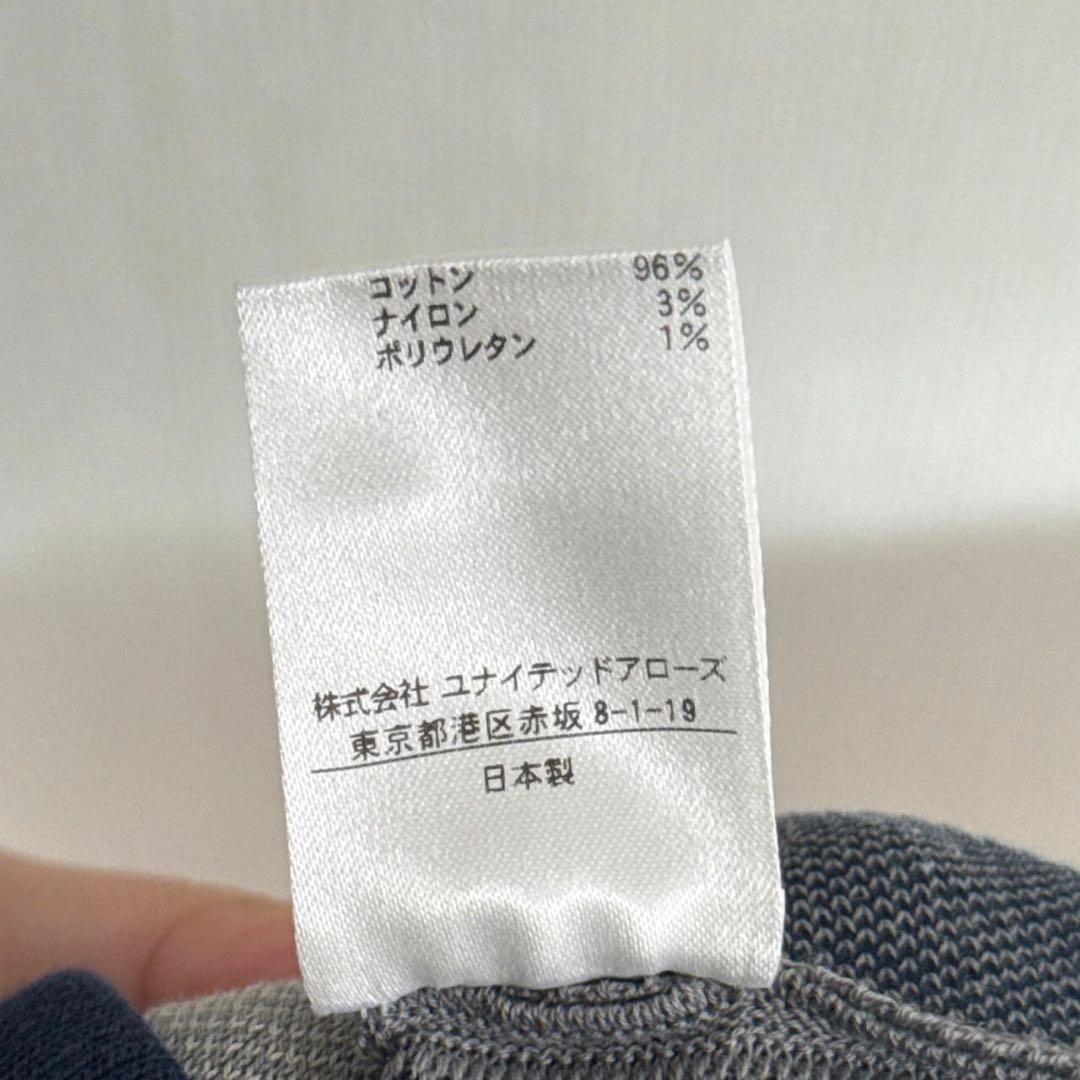 コットン 96%
ナイロン 3%
ポリウレタン 1%
株式会社 ユナイテッドアローズ
東京都港区赤坂 8-1-19
日本製